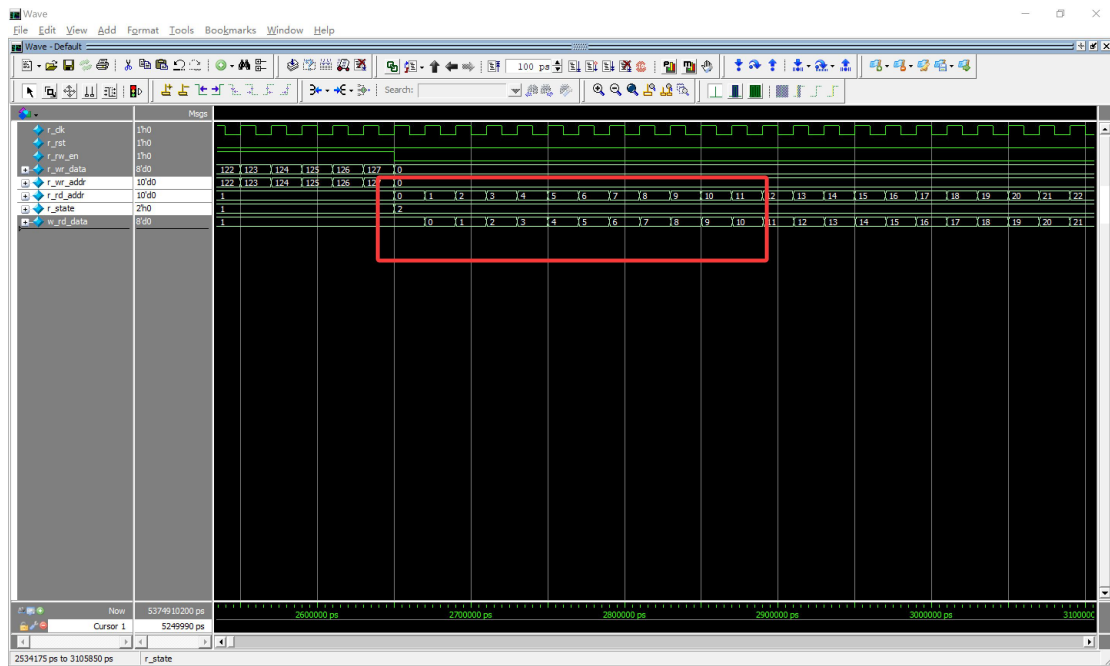 Wave
File Edit View Add Format Tools Bookmarks Window Help
Wave - Default
100 ps Search:
Msgs
r_clk 1'h0
r_rst 1'h0
r_rw_en 1'h0
r_wr_data 8'd0 122 123 124 125 126 127 0
r_wr_addr 10'd0 122 123 124 125 126 0
r_rd_addr 10'd0 1 0 1 2 3 4 5 6 7 8 9 10 11 12 13 14 15 16 17 18 19 20 21 22
r_state 2'h0 1 2
w_rd_data 8'd0 1 0 1 2 3 4 5 6 7 8 9 10 11 12 13 14 15 16 17 18 19 20 21
Now 5374910200 ps 2600000 ps 2700000 ps 2800000 ps 2900000 ps 3000000 ps 3100000
Cursor 1 5249990 ps
2534175 ps to 3105850 ps r_state